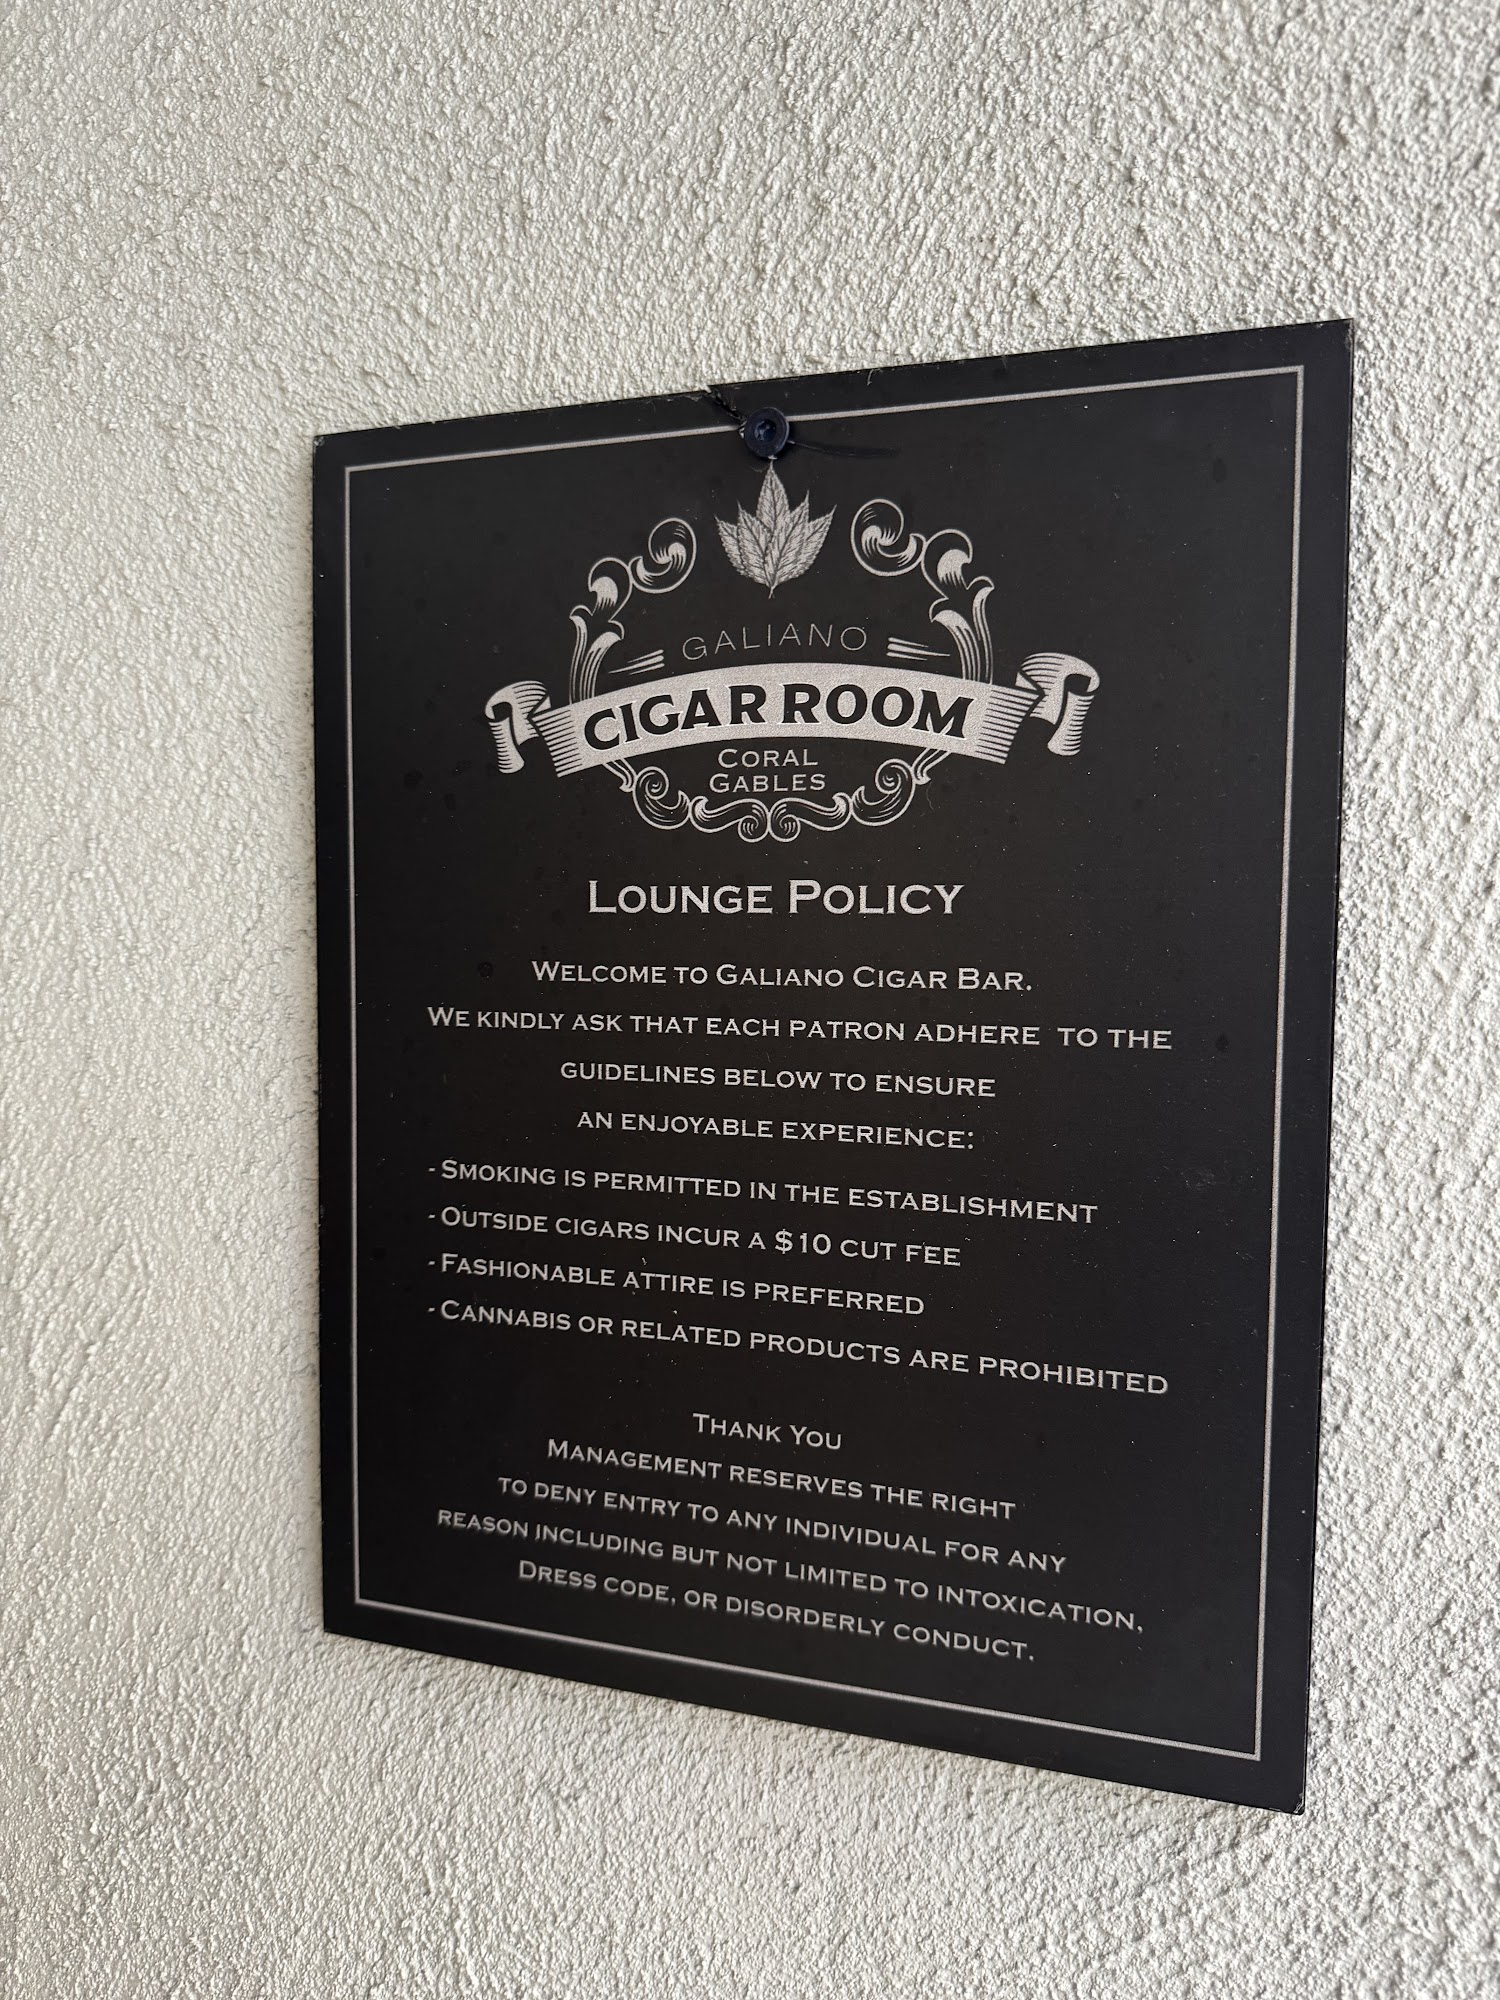 GALIANO
CIGAR ROOM
CORAL
GABLES
LOUNGE POLICY
WELCOME TO GALIANO CIGAR BAR.
WE KINDLY ASK THAT EACH PATRON ADHERE TO THE
GUIDELINES BELOW TO ENSURE
AN ENJOYABLE EXPERIENCE:
- SMOKING IS PERMITTED IN THE ESTABLISHMENT
- OUTSIDE CIGARS INCUR A $10 CUT FEE
- FASHIONABLE ATTIRE IS PREFERRED
- CANNABIS OR RELATED PRODUCTS ARE PROHIBITED
THANK YOU
MANAGEMENT RESERVES THE RIGHT
TO DENY ENTRY TO ANY INDIVIDUAL FOR ANY
REASON INCLUDING BUT NOT LIMITED TO INTOXICATION,
DRESS CODE, OR DISORDERLY CONDUCT.